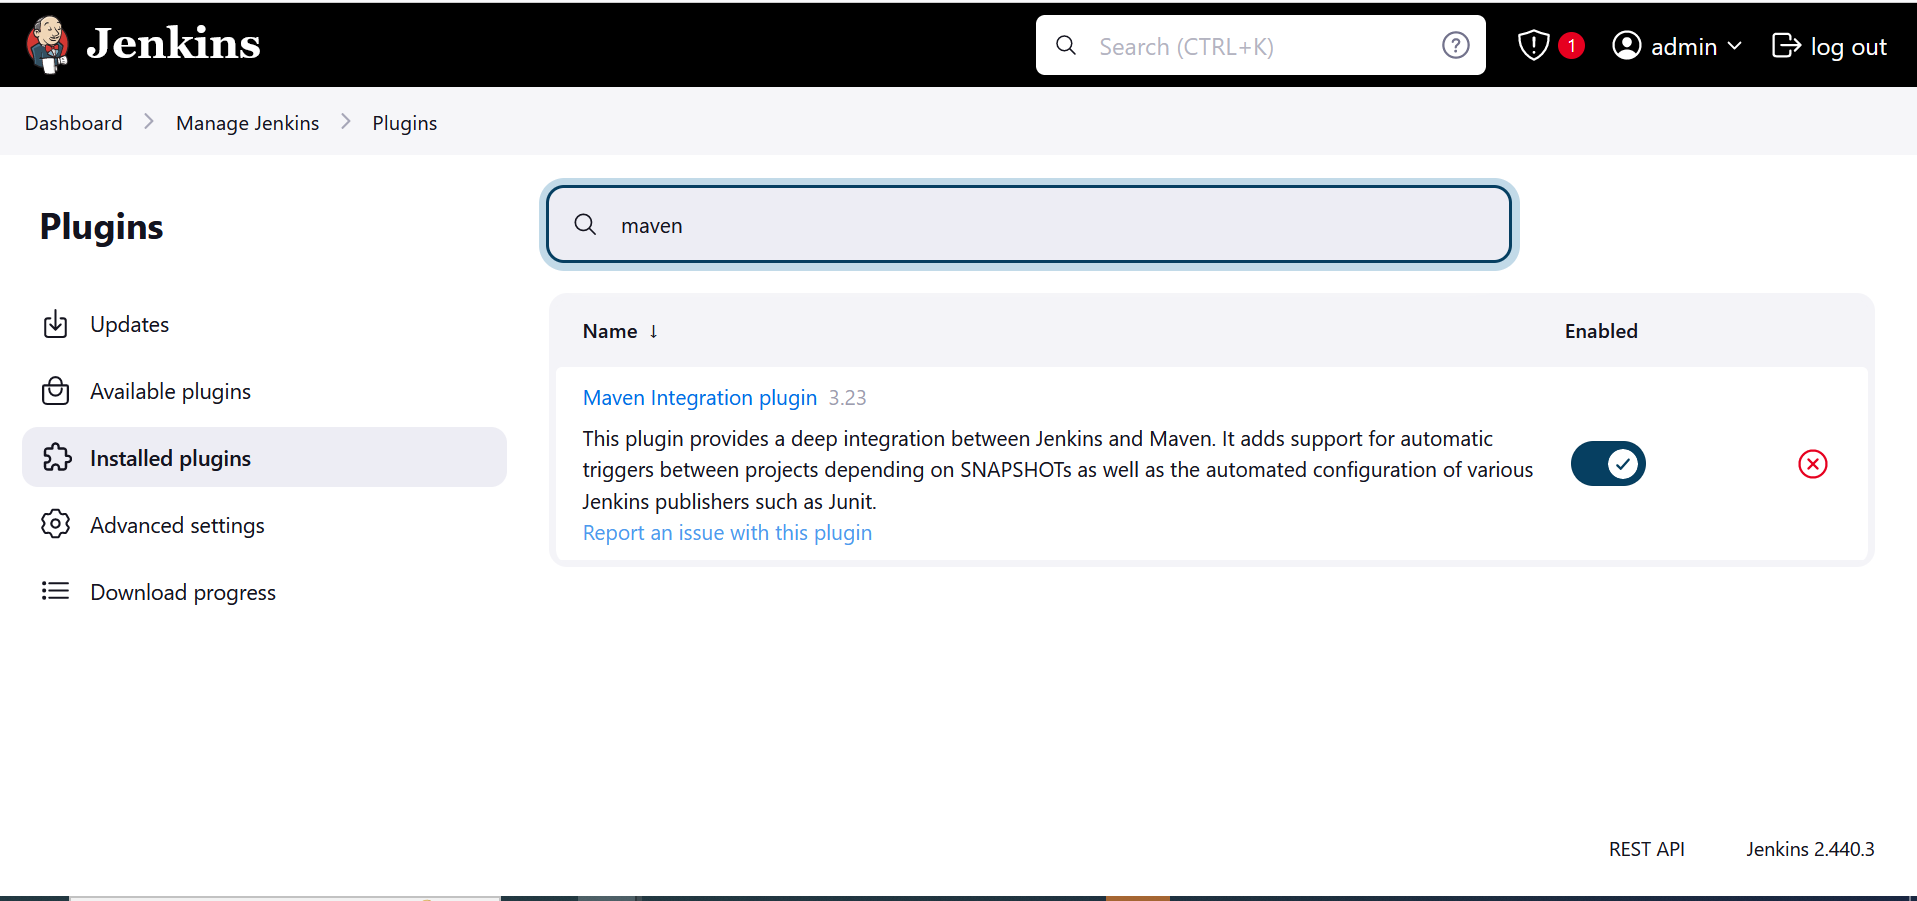 Jenkins
Search (CTRL+K)
1
admin
log out
Dashboard
Manage Jenkins
Plugins
Plugins
maven
Updates
Available plugins
Installed plugins
Advanced settings
Download progress
Name ↓
Enabled
Maven Integration plugin 3.23
This plugin provides a deep integration between Jenkins and Maven. It adds support for automatic
triggers between projects depending on SNAPSHOTs as well as the automated configuration of various
Jenkins publishers such as Junit.
Report an issue with this plugin
REST API
Jenkins 2.440.3